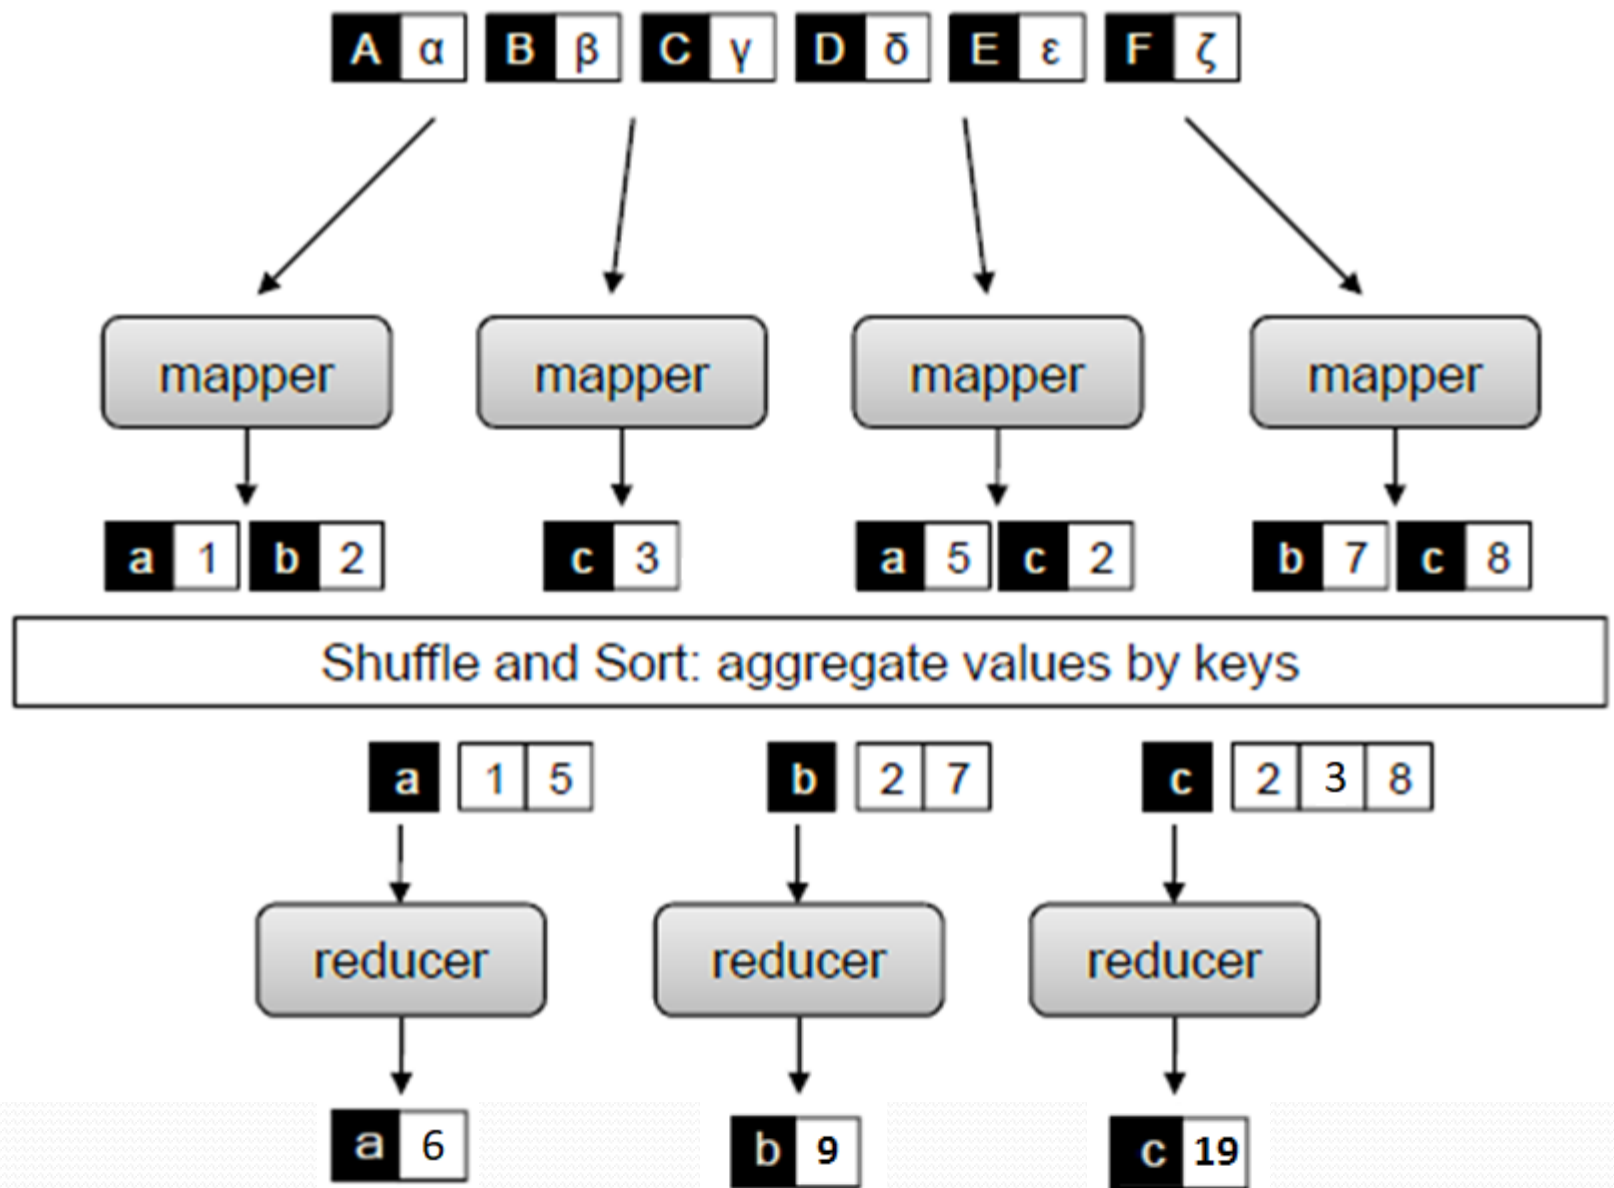 A α B β C γ D δ E ε F ζ
mapper mapper mapper mapper
a 1 b 2 c 3 a 5 c 2 b 7 c 8
Shuffle and Sort: aggregate values by keys
a 1 5 b 2 7 c 2 3 8
reducer reducer reducer
a 6 b 9 c 19